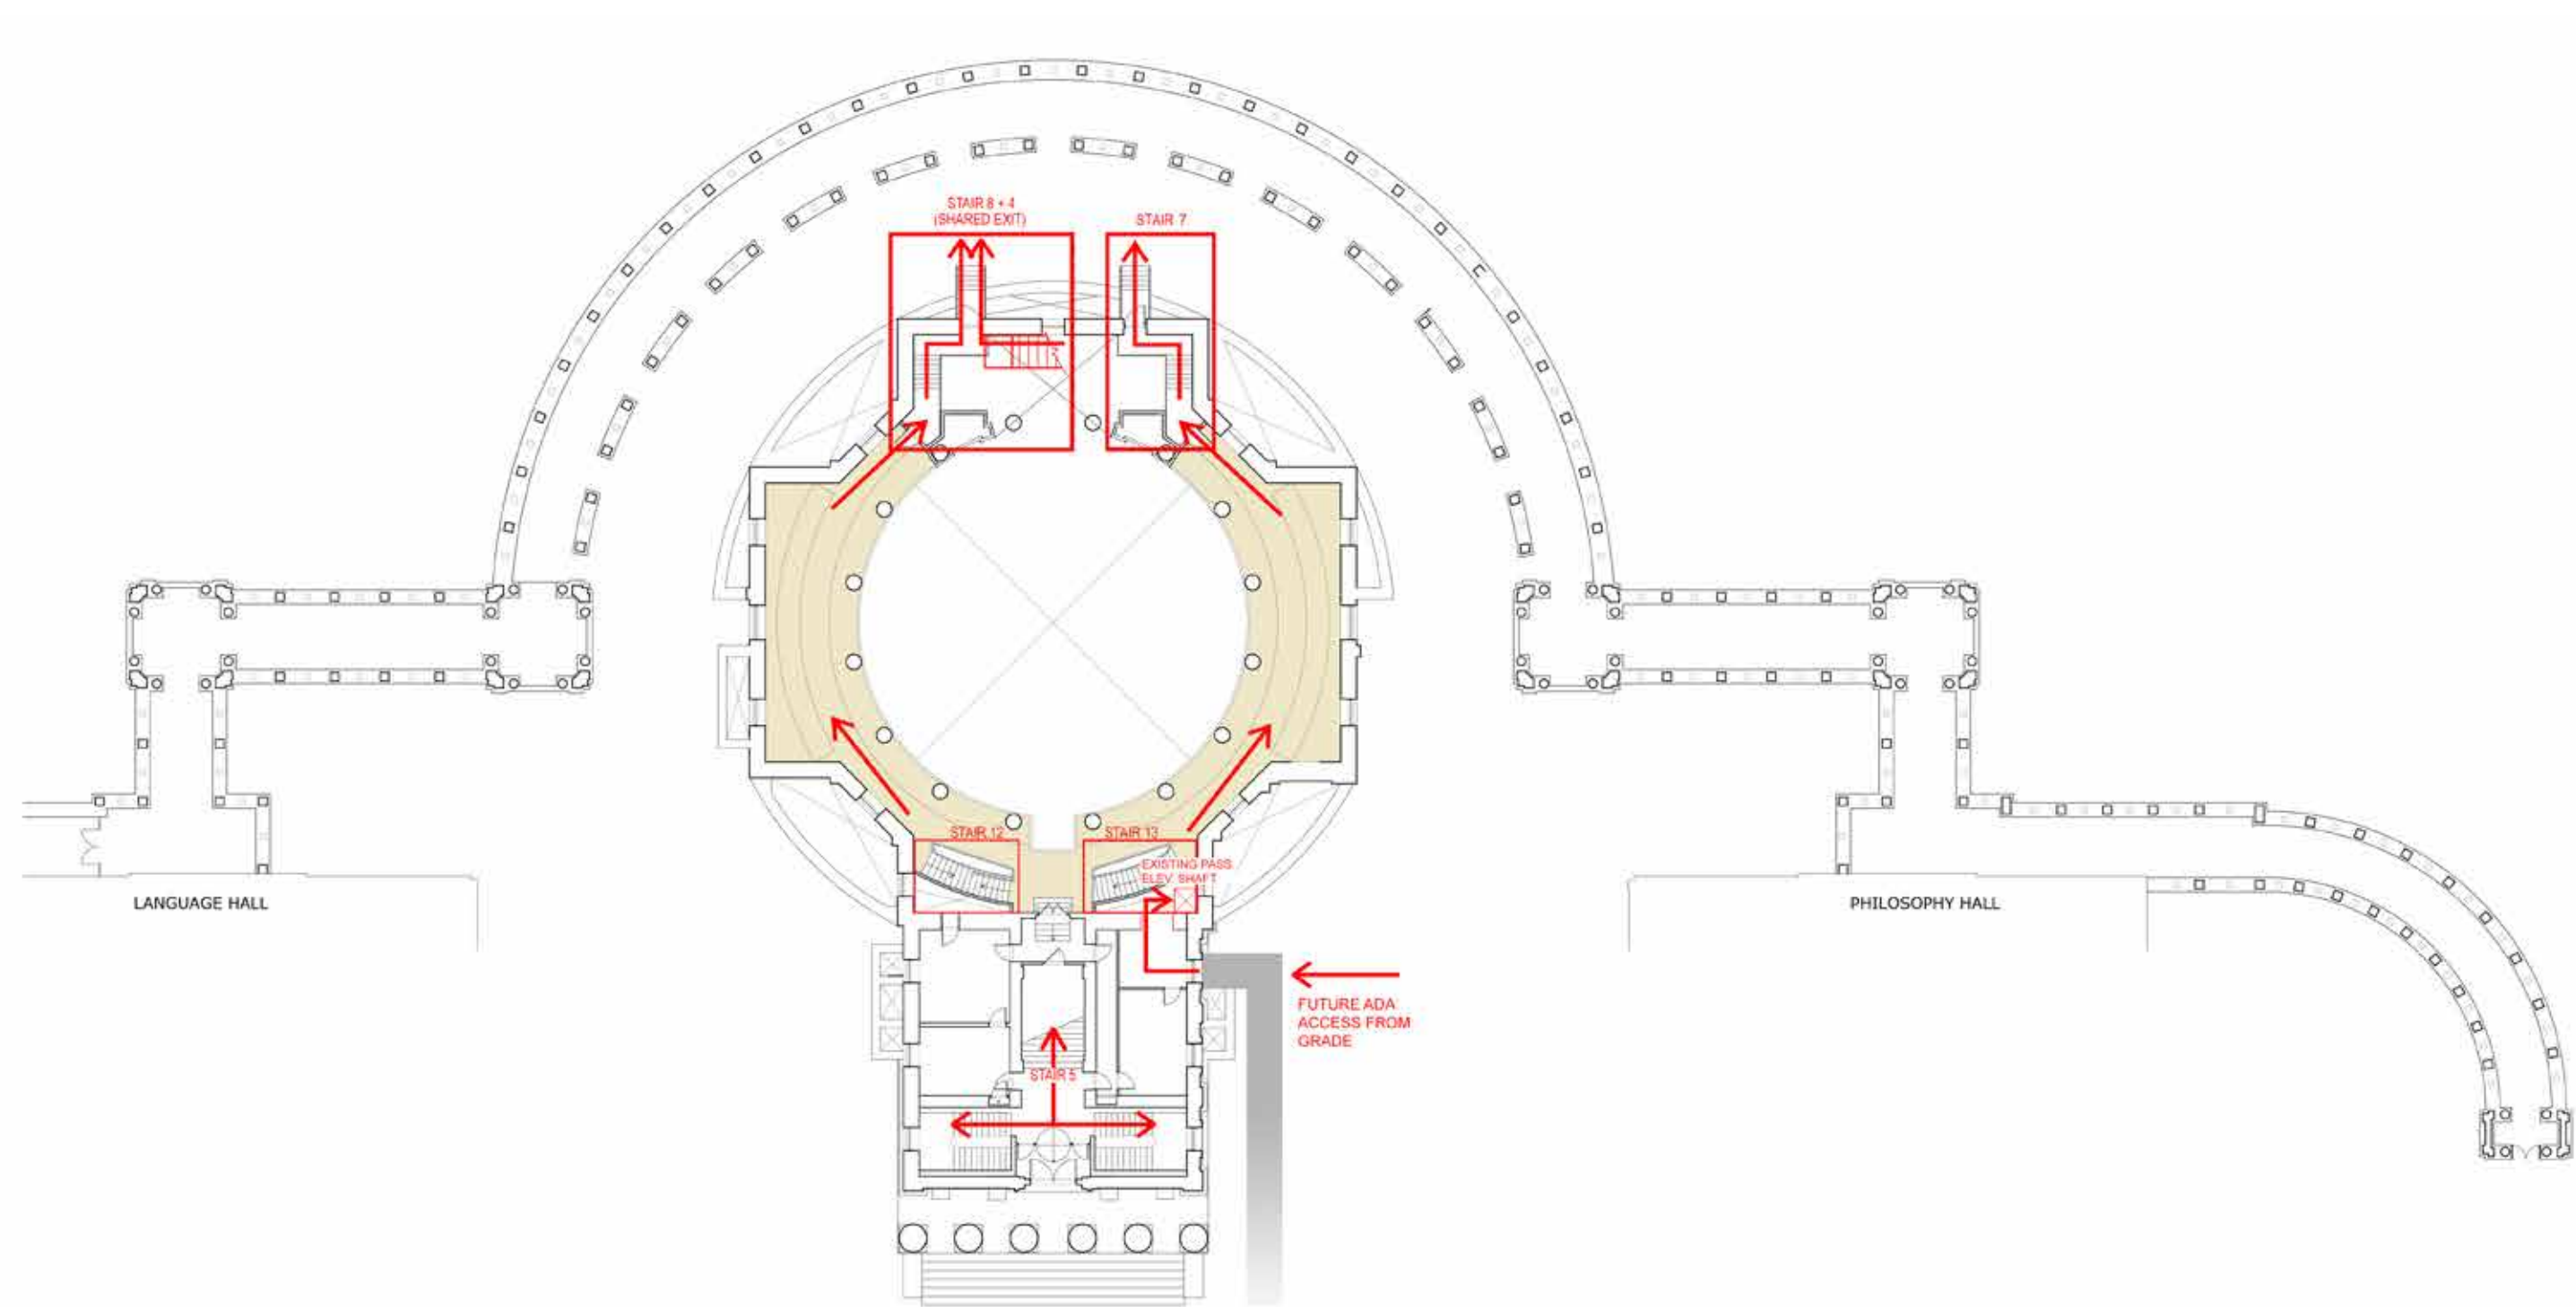 STAIR 8 + 4
(SHARED EXIT)
STAIR 7
STAIR 12
STAIR 13
EXISTING PASS.
ELEV. SHAFT
LANGUAGE HALL
PHILOSOPHY HALL
FUTURE ADA
ACCESS FROM
GRADE
STAIR 5